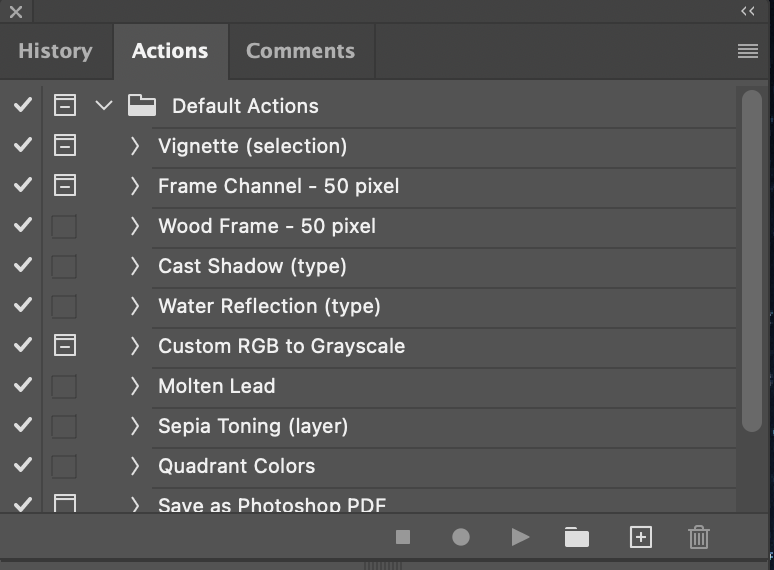 History
Actions
Comments
Default Actions
Vignette (selection)
Frame Channel - 50 pixel
Wood Frame - 50 pixel
Cast Shadow (type)
Water Reflection (type)
Custom RGB to Grayscale
Molten Lead
Sepia Toning (layer)
Quadrant Colors
Save as Photoshop PDF